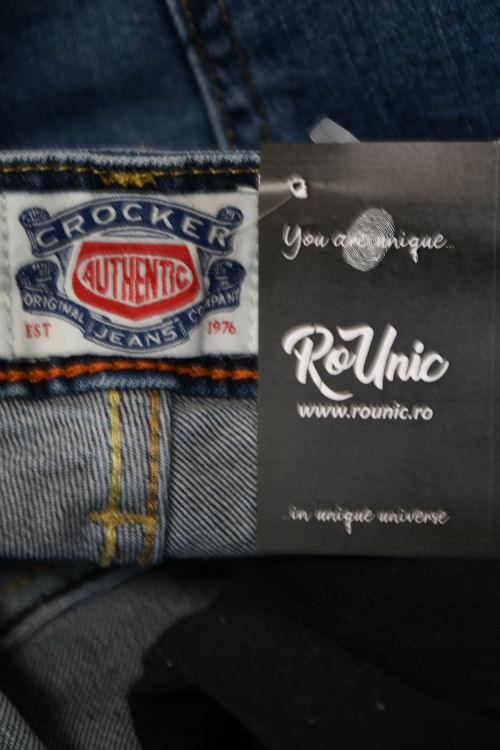 CROCKER
AUTHENTIC
ORIGINAL JEANS COMPANY
EST 1976
You are unique...
RoUnic
www.rounic.ro
...in unique universe